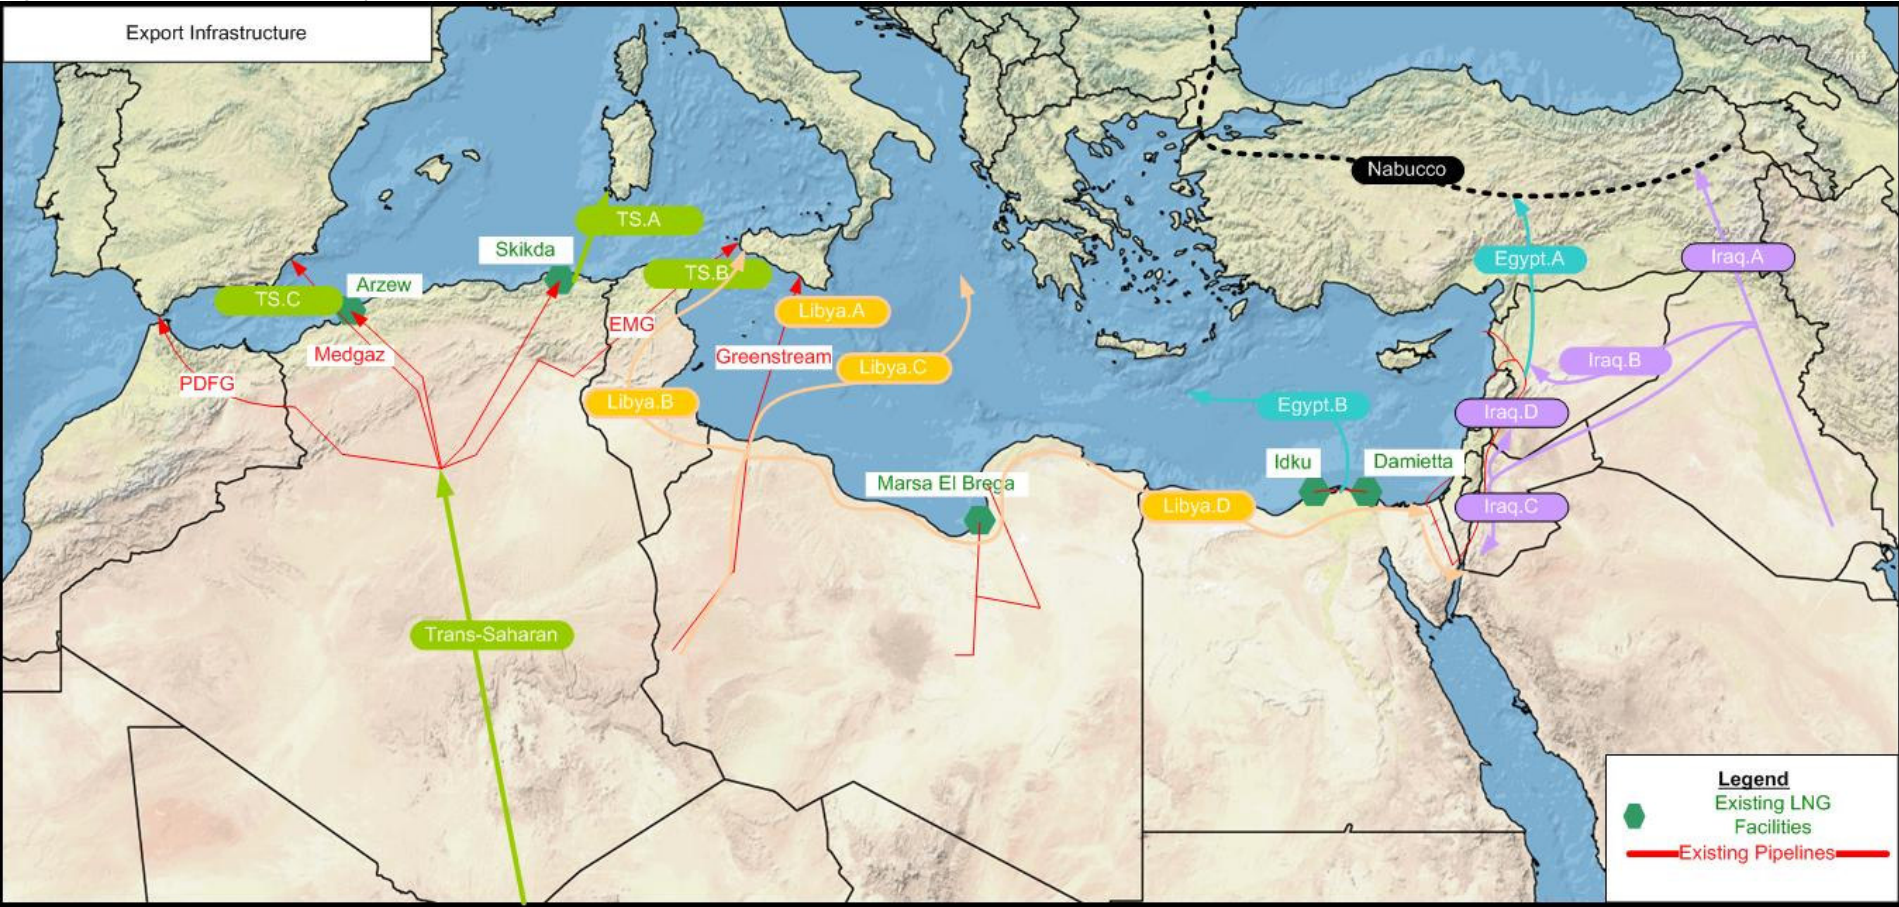 Export Infrastructure
Nabucco
TS.A
Skikda
Egypt.A
Iraq.A
TS.B
Arzew
TS.C
Libya.A
EMG
Medgaz
Greenstream
Libya.C
Iraq.B
PDFG
Libya.B
Egypt.B
Iraq.D
Idku
Damietta
Marsa El Brega
Libya.D
Iraq.C
Trans-Saharan
Legend
Existing LNG
Facilities
Existing Pipelines